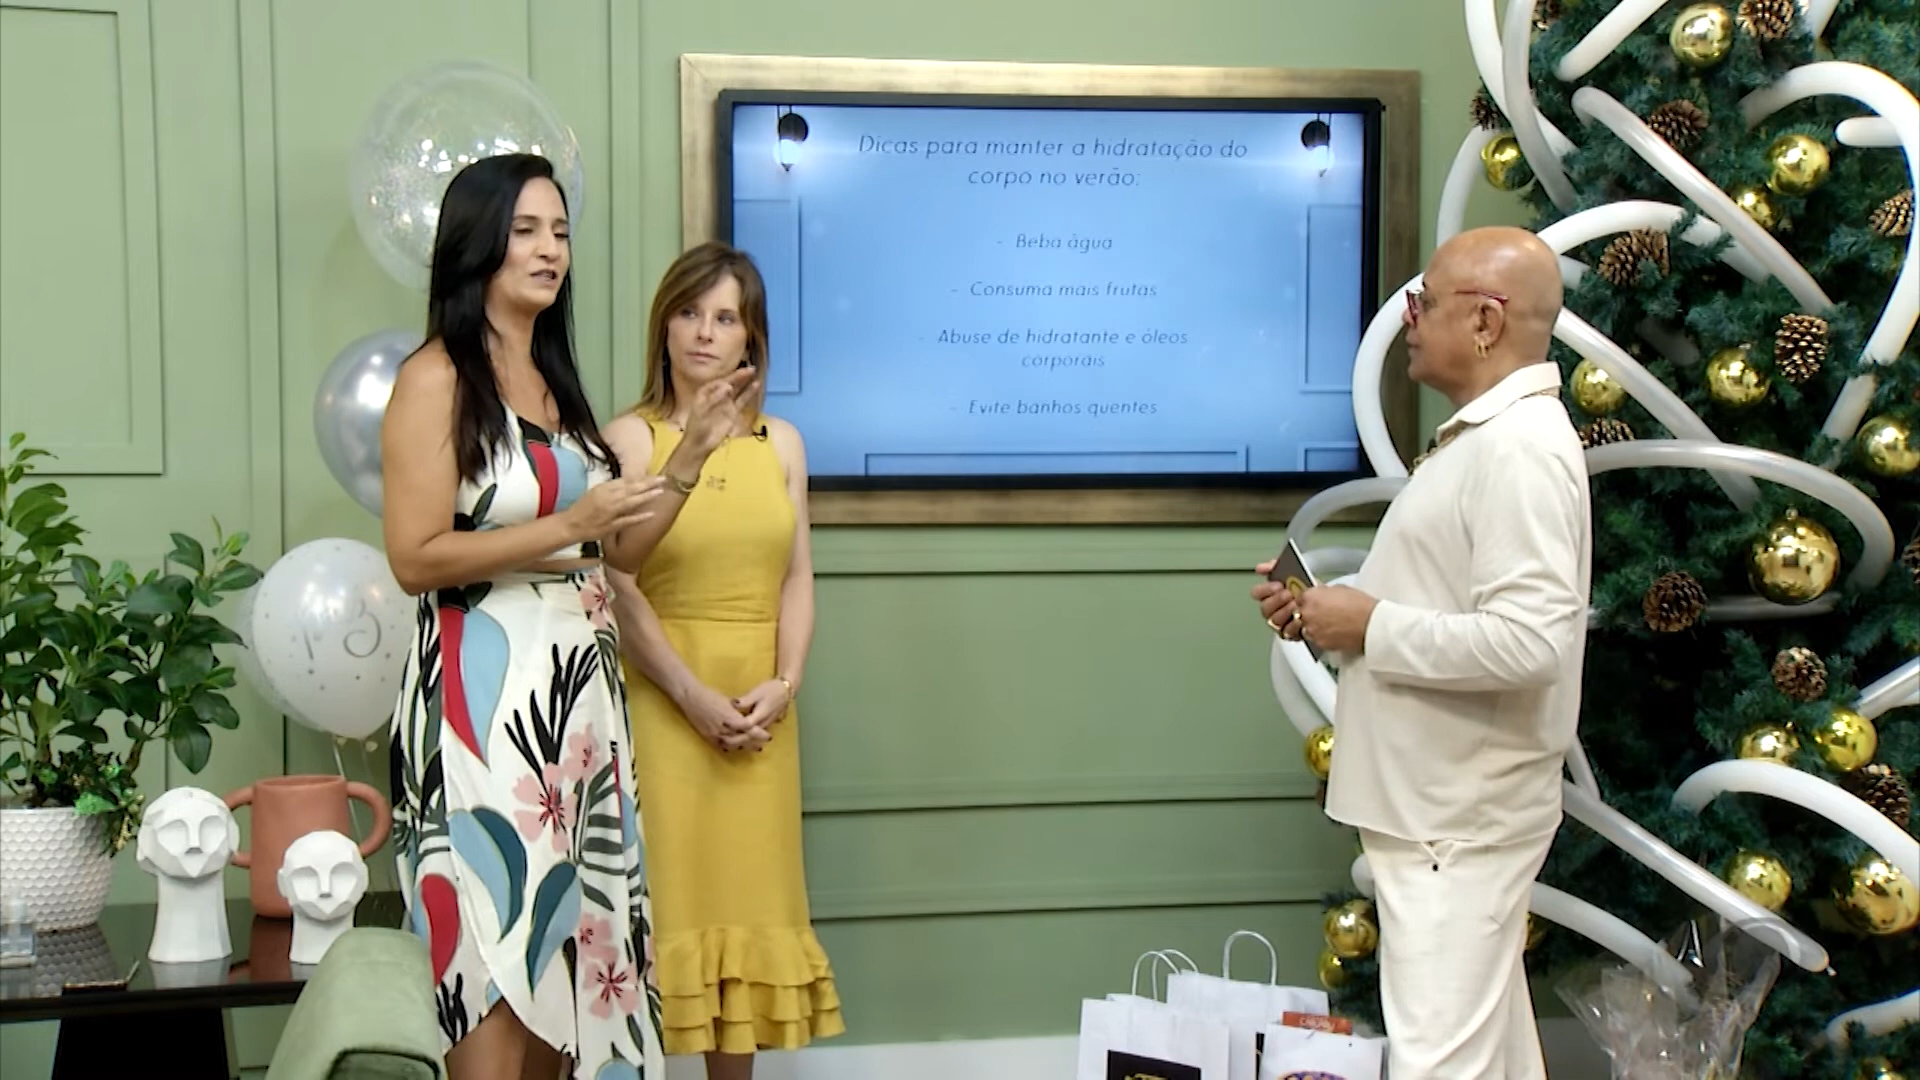 Dicas para manter a hidratação do
corpo no verão:
- Beba água
- Consuma mais frutas
- Abuse de hidratante e óleos
corporais
- Evite banhos quentes